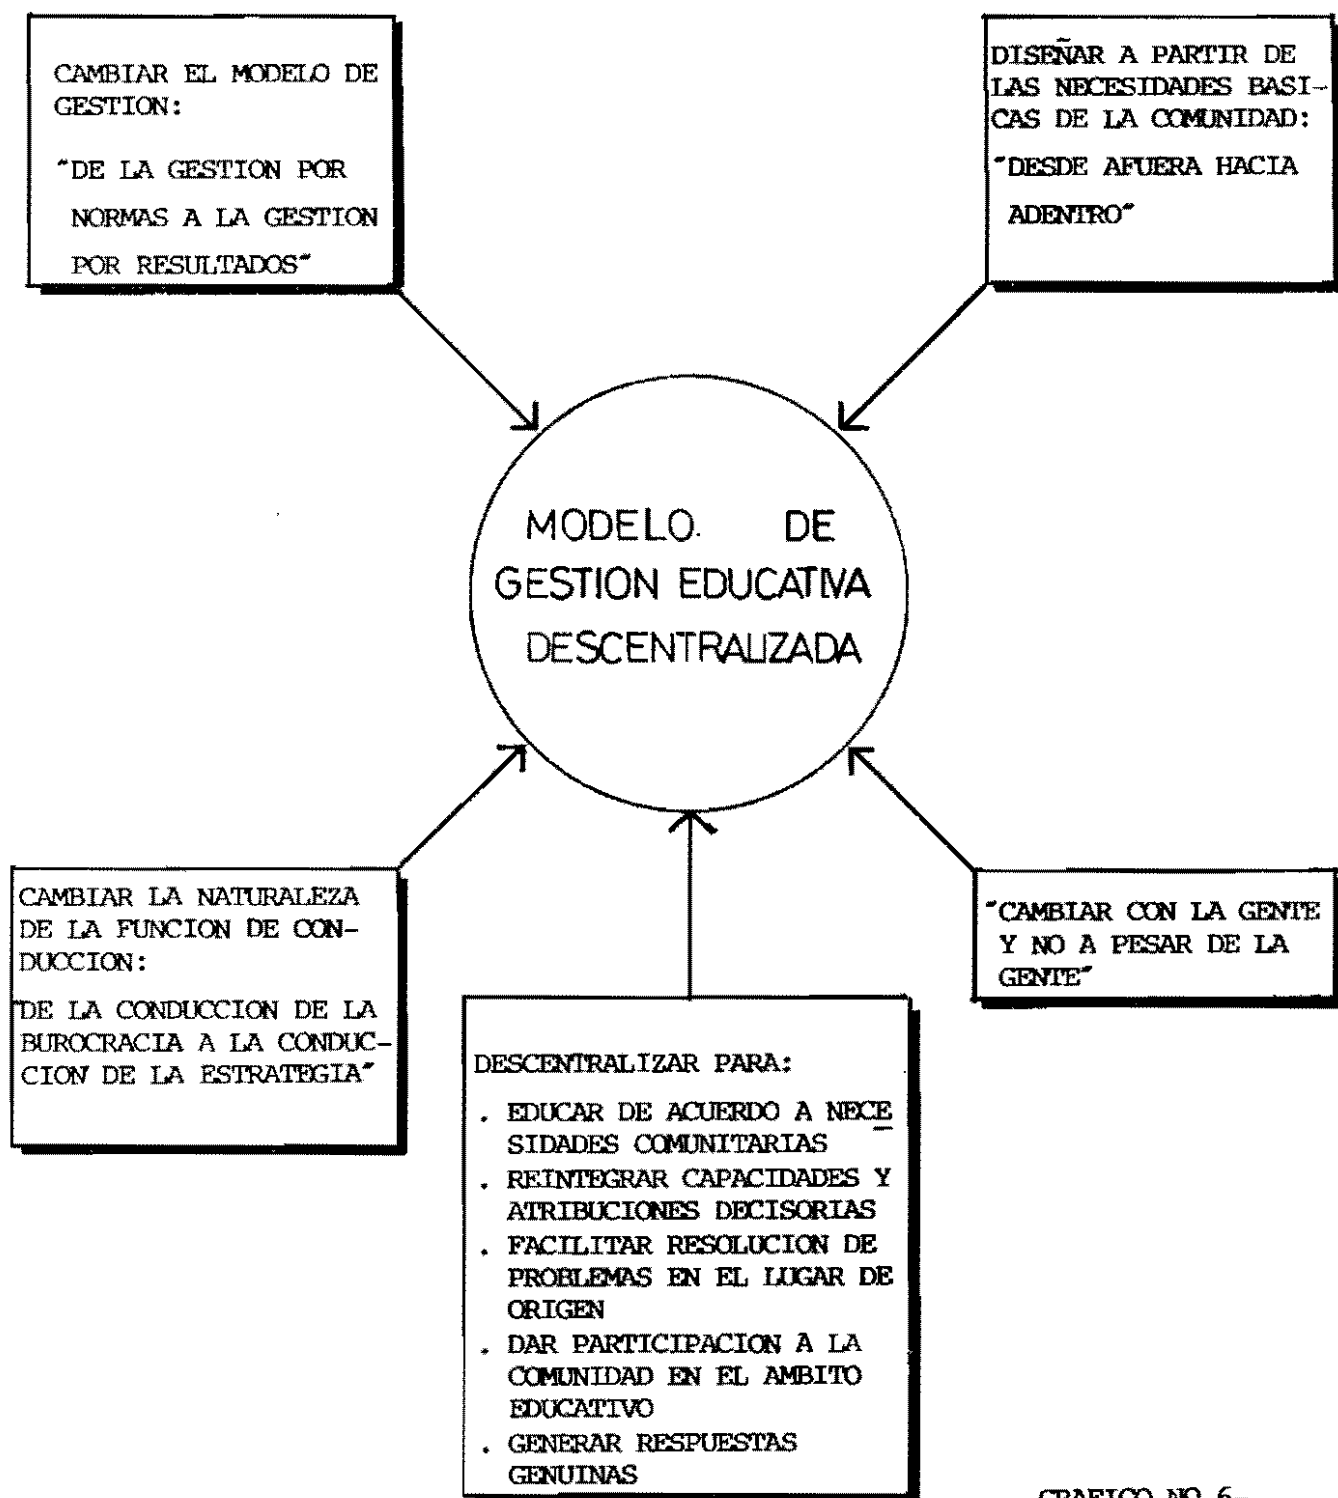 CAMBIAR EL MODELO DE
GESTION:
"DE LA GESTION POR
NORMAS A LA GESTION
POR RESULTADOS"
DISEÑAR A PARTIR DE
LAS NECESIDADES BASI-
CAS DE LA COMUNIDAD:
"DESDE AFUERA HACIA
ADENTRO"
MODELO. DE
GESTION EDUCATIVA
DESCENTRALIZADA
CAMBIAR LA NATURALEZA
DE LA FUNCION DE CON-
DUCCION:
"DE LA CONDUCCION DE LA
BUROCRACIA A LA CONDUC-
CION DE LA ESTRATEGIA"
"CAMBIAR CON LA GENTE
Y NO A PESAR DE LA
GENTE"
DESCENTRALIZAR PARA:
. EDUCAR DE ACUERDO A NECE
SIDADES COMUNITARIAS
. REINTEGRAR CAPACIDADES Y
ATRIBUCIONES DECISORIAS
. FACILITAR RESOLUCION DE
PROBLEMAS EN EL LUGAR DE
ORIGEN
. DAR PARTICIPACION A LA
COMUNIDAD EN EL AMBITO
EDUCATIVO
. GENERAR RESPUESTAS
GENUINAS
GRAFICO NO 6-